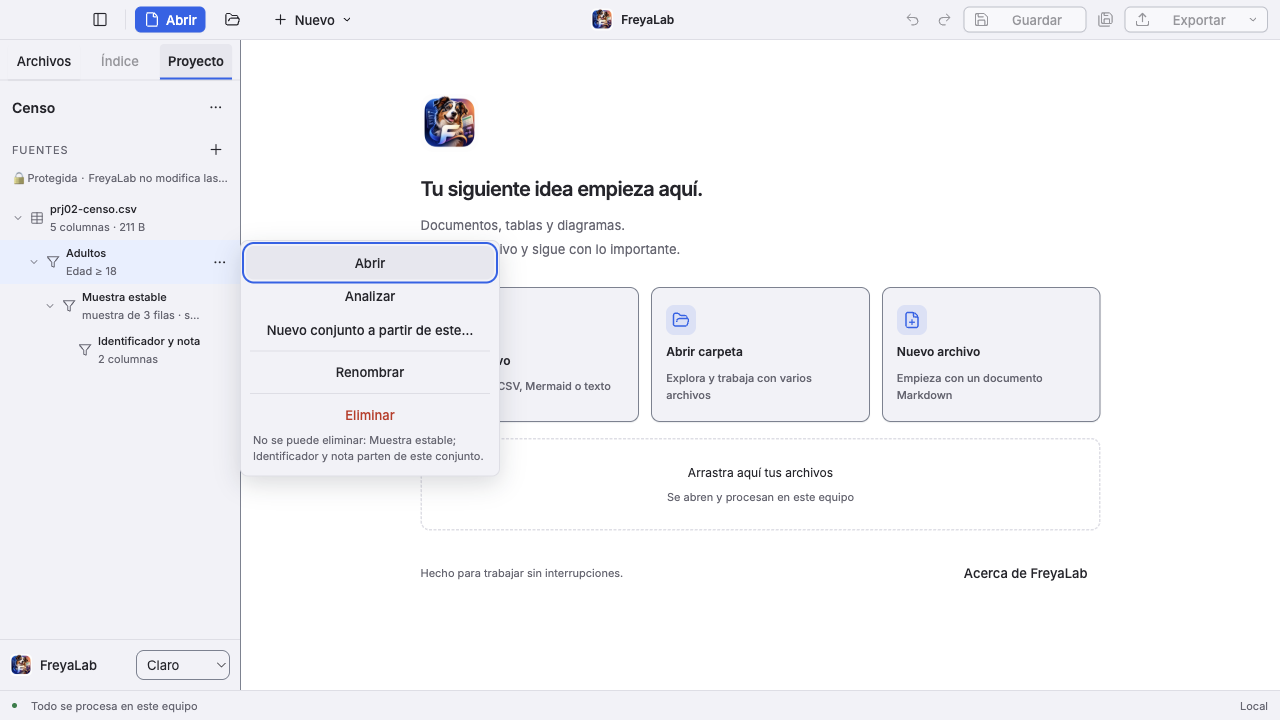 Abrir
Nuevo
FreyaLab
Guardar
Exportar
Archivos
Índice
Proyecto
Censo
FUENTES
Protegida · FreyaLab no modifica las…
prj02-censo.csv
5 columnas · 211 B
Adultos
Edad ≥ 18
Muestra estable
muestra de 3 filas · s…
Identificador y nota
2 columnas
FreyaLab
Claro
Abrir
Analizar
Nuevo conjunto a partir de este…
Renombrar
Eliminar
No se puede eliminar: Muestra estable;
Identificador y nota parten de este conjunto.
Tu siguiente idea empieza aquí.
Documentos, tablas y diagramas.
ivo y sigue con lo importante.
vo
CSV, Mermaid o texto
Abrir carpeta
Explora y trabaja con varios
archivos
Nuevo archivo
Empieza con un documento
Markdown
Arrastra aquí tus archivos
Se abren y procesan en este equipo
Hecho para trabajar sin interrupciones.
Acerca de FreyaLab
Todo se procesa en este equipo
Local